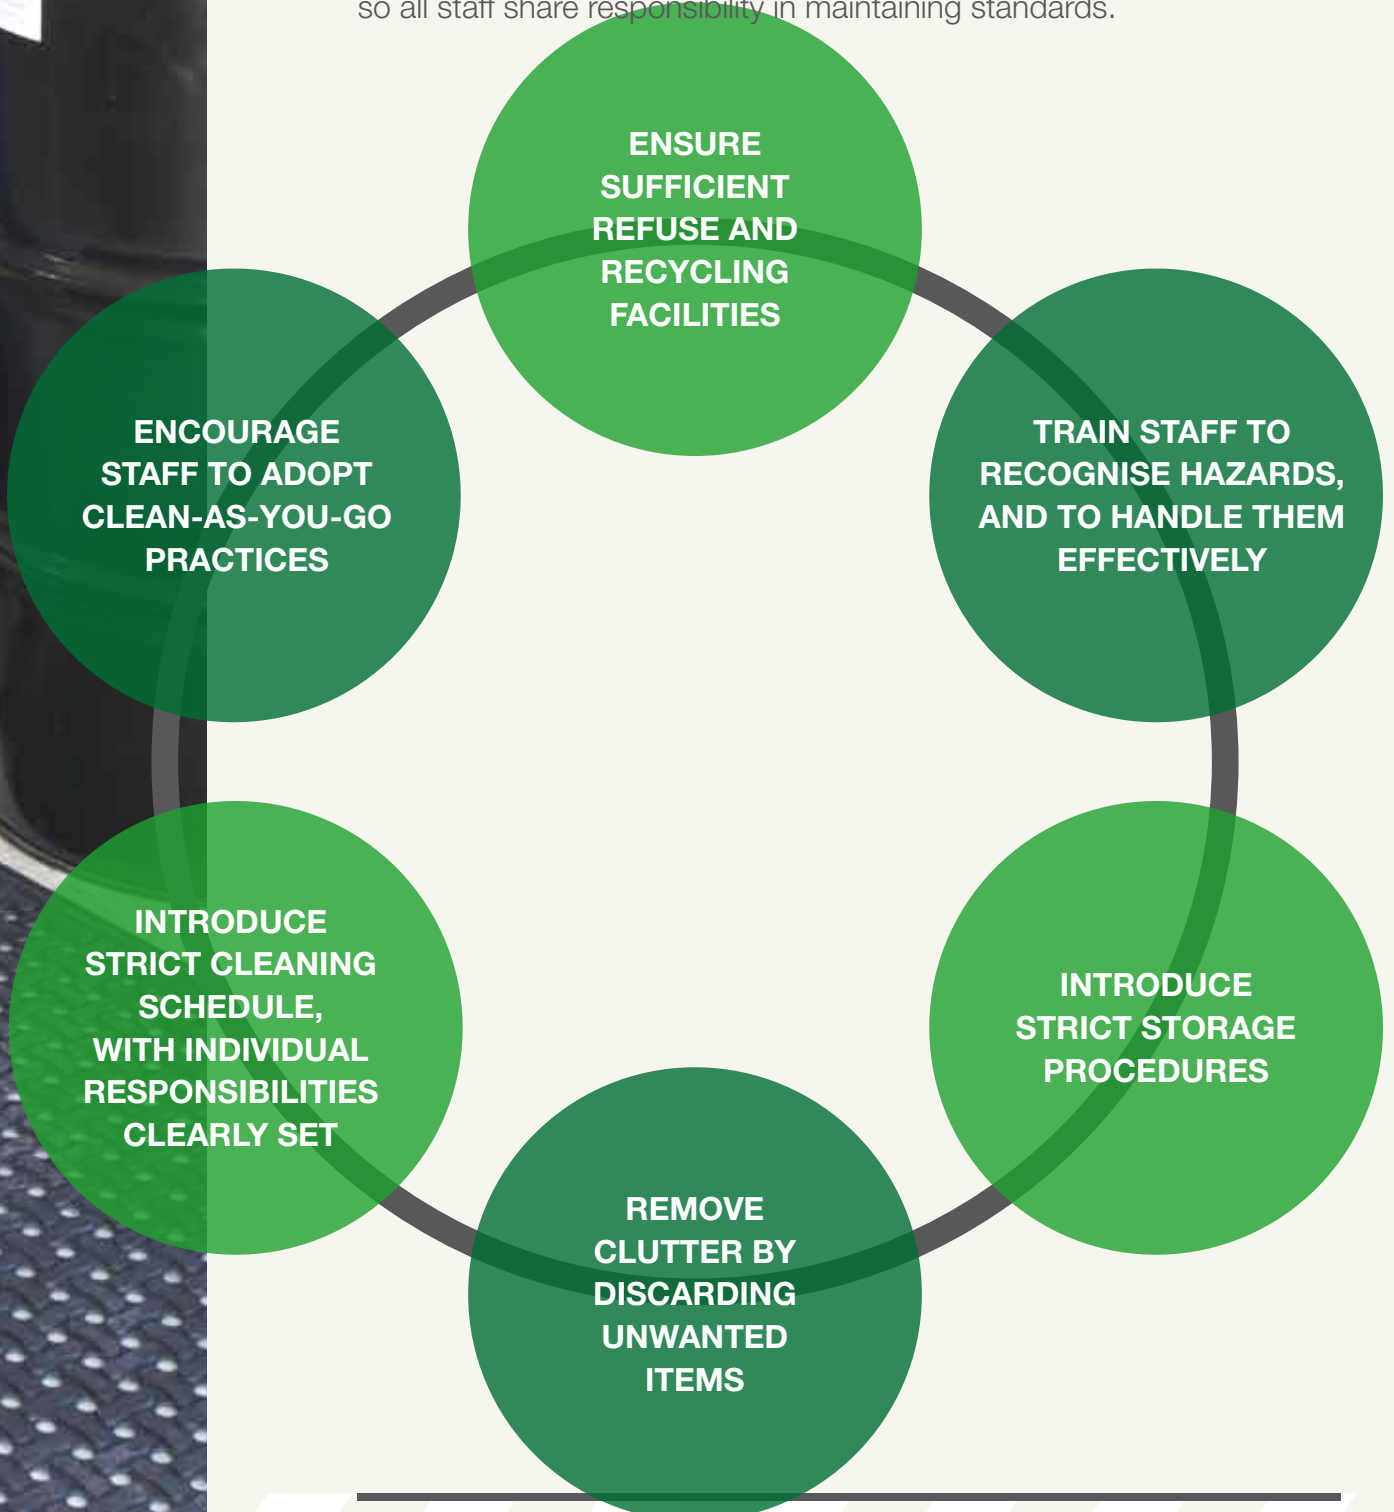 so all staff share responsibility in maintaining standards.
ENSURE
SUFFICIENT
REFUSE AND
RECYCLING
FACILITIES
TRAIN STAFF TO
RECOGNISE HAZARDS,
AND TO HANDLE THEM
EFFECTIVELY
INTRODUCE
STRICT STORAGE
PROCEDURES
REMOVE
CLUTTER BY
DISCARDING
UNWANTED
ITEMS
INTRODUCE
STRICT CLEANING
SCHEDULE,
WITH INDIVIDUAL
RESPONSIBILITIES
CLEARLY SET
ENCOURAGE
STAFF TO ADOPT
CLEAN-AS-YOU-GO
PRACTICES